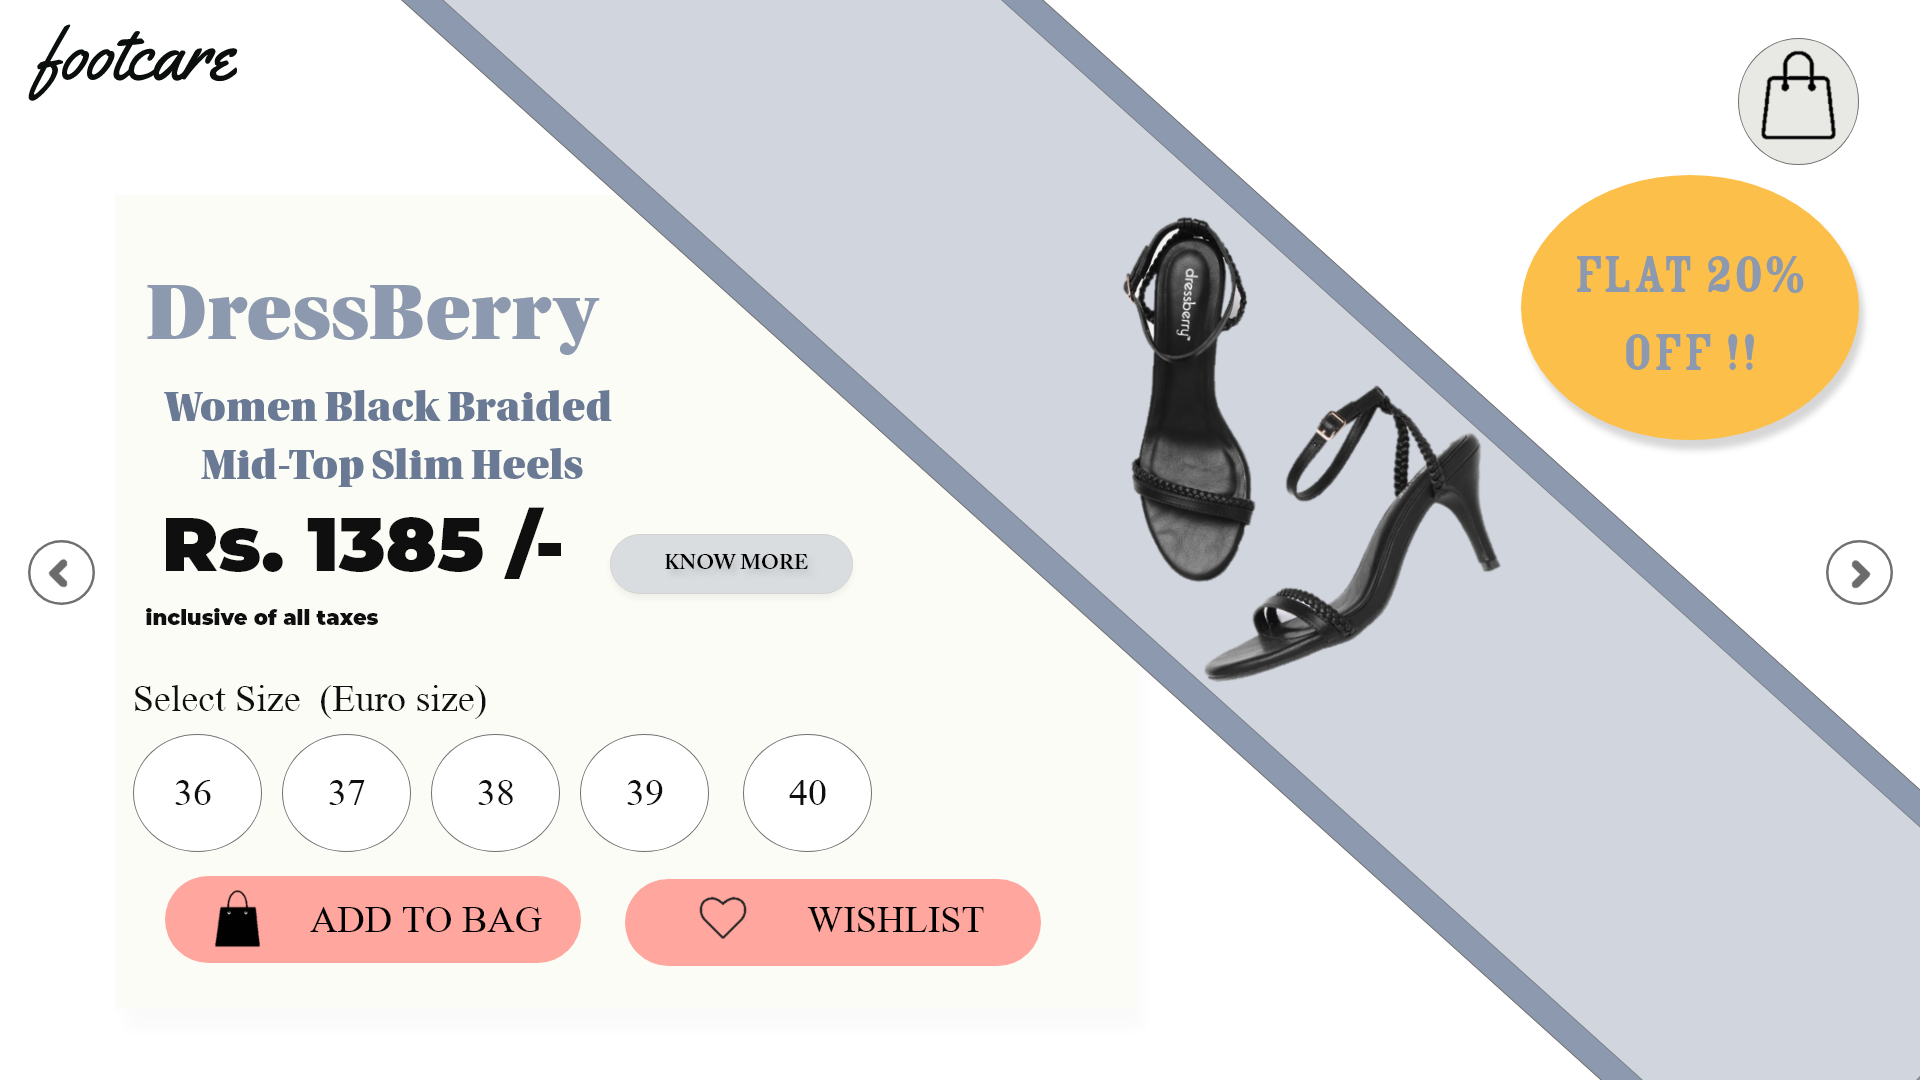 footcare
FLAT 20%
OFF !!
DressBerry
dressberry
Women Black Braided
Mid-Top Slim Heels
Rs. 1385 /-
KNOW MORE
inclusive of all taxes
Select Size (Euro size)
36 37 38 39 40
ADD TO BAG WISHLIST